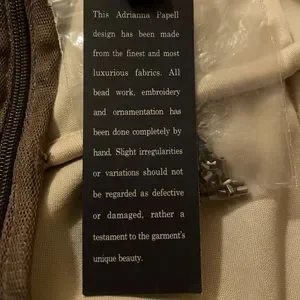 This Adrianna Papell
design has been made
from the finest and most
luxurious fabrics. All
bead work, embroidery
and ornamentation has
been done completely by
hand. Slight irregularities
or variations should not
be regarded as defective
or damaged, rather a
testament to the garment's
unique beauty.